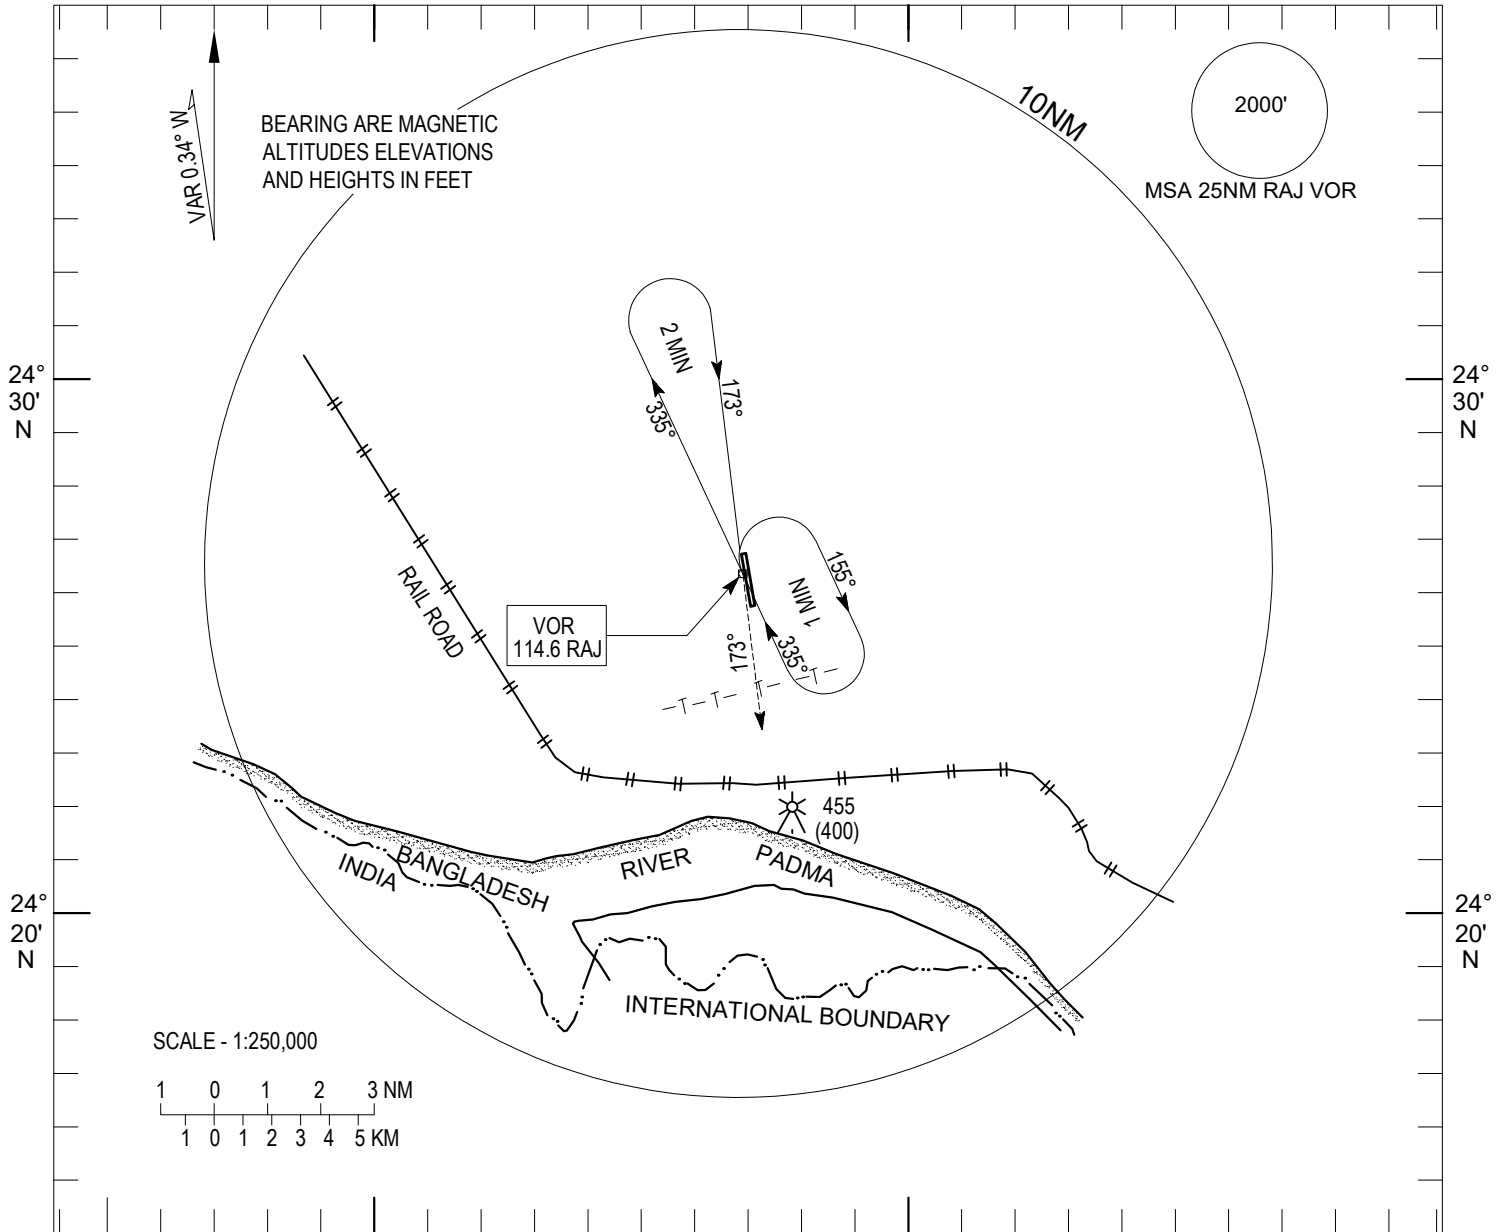 VAR 0.34° W
BEARING ARE MAGNETIC
ALTITUDES ELEVATIONS
AND HEIGHTS IN FEET
10NM
2000'
MSA 25NM RAJ VOR
24°
30'
N
24°
30'
N
2 MIN
173°
335°
155°
1 MIN
335°
173°
RAIL ROAD
VOR
114.6 RAJ
455
(400)
BANGLADESH
INDIA
RIVER
PADMA
24°
20'
N
24°
20'
N
INTERNATIONAL BOUNDARY
SCALE - 1:250,000
1 0 1 2 3 NM
1 0 1 2 3 4 5 KM